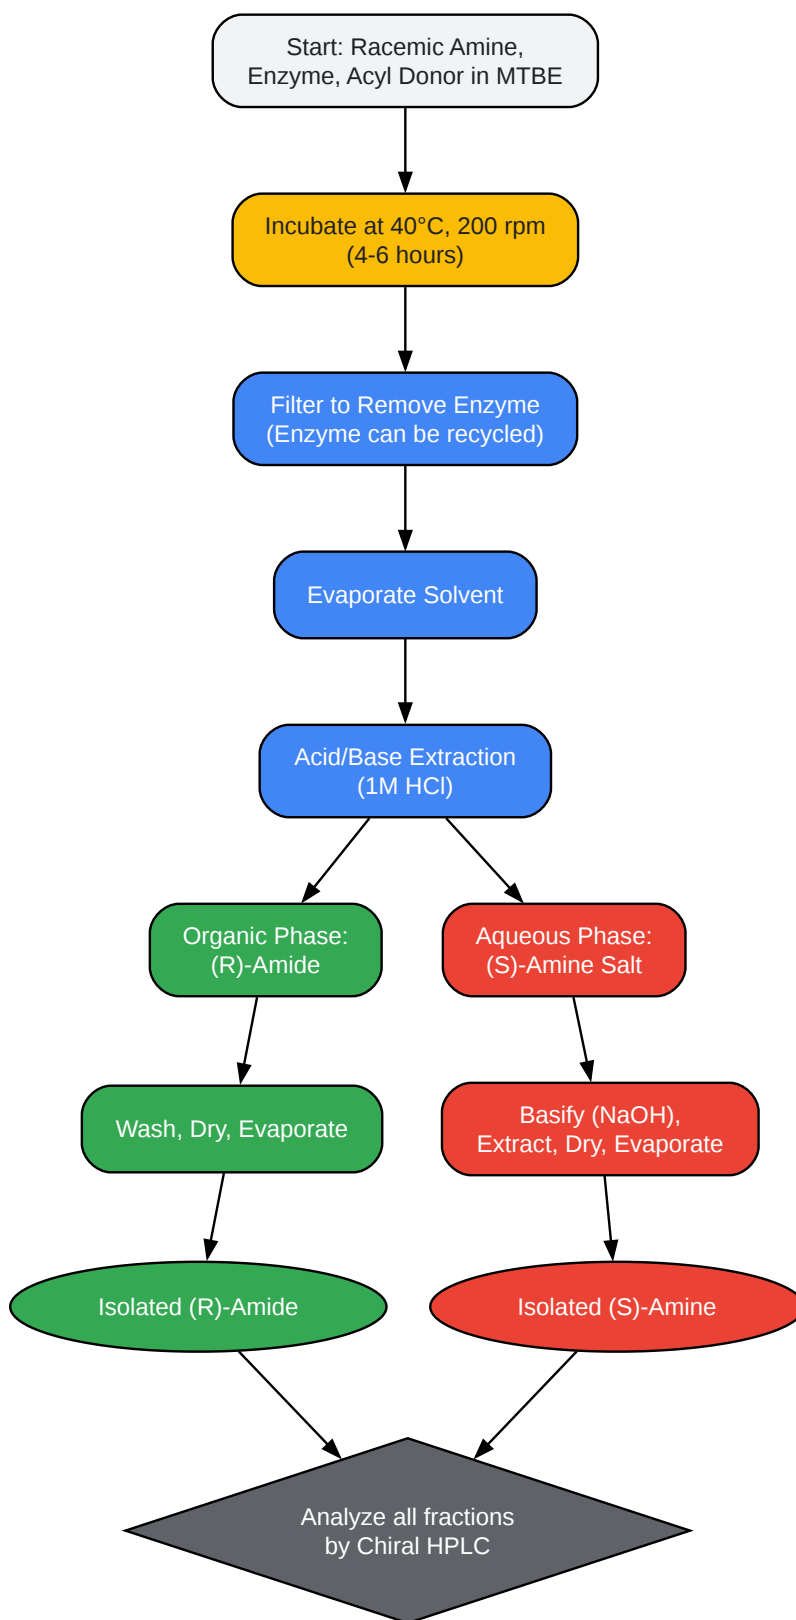 Start: Racemic Amine,
Enzyme, Acyl Donor in MTBE
Incubate at 40°C, 200 rpm
(4-6 hours)
Filter to Remove Enzyme
(Enzyme can be recycled)
Evaporate Solvent
Acid/Base Extraction
(1M HCl)
Organic Phase:
(R)-Amide
Aqueous Phase:
(S)-Amine Salt
Wash, Dry, Evaporate
Basify (NaOH),
Extract, Dry, Evaporate
Isolated (R)-Amide
Isolated (S)-Amine
Analyze all fractions
by Chiral HPLC